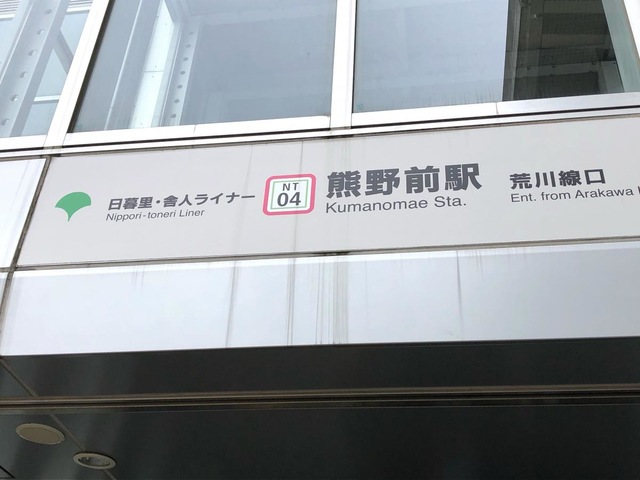 日暮里・舎人ライナー
Nippori-toneri Liner
NT
04
熊野前駅
Kumanomae Sta.
荒川線口
Ent. from Arakawa